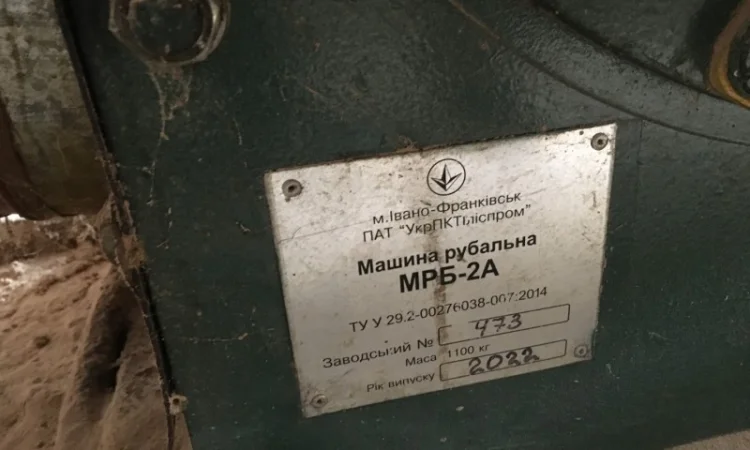 м.Івано-Франківськ
ПАТ "УкрПКТІліспром"
Машина рубальна
МРБ-2А
ТУ У 29.2-00276038-007:2014
Заводський № 473
Маса 1100 кг
Рік випуску 2022